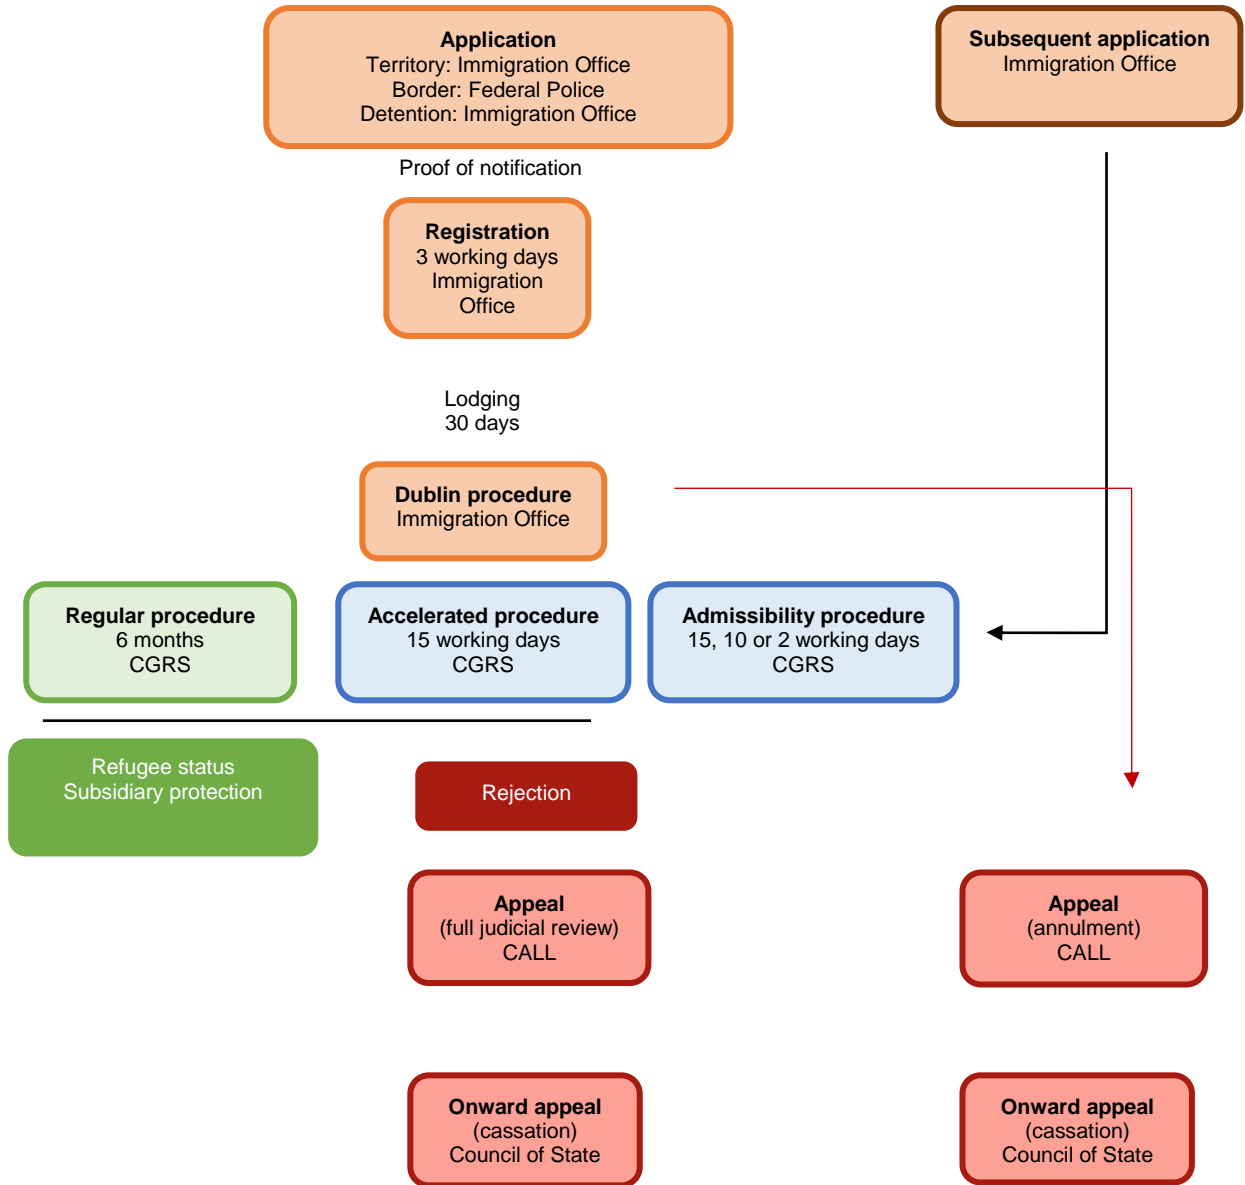 Application
Territory: Immigration Office
Border: Federal Police
Detention: Immigration Office
Subsequent application
Immigration Office
Proof of notification
Registration
3 working days
Immigration
Office
Lodging
30 days
Dublin procedure
Immigration Office
Regular procedure
6 months
CGRS
Accelerated procedure
15 working days
CGRS
Admissibility procedure
15, 10 or 2 working days
CGRS
Refugee status
Subsidiary protection
Rejection
Appeal
(full judicial review)
CALL
Appeal
(annulment)
CALL
Onward appeal
(cassation)
Council of State
Onward appeal
(cassation)
Council of State